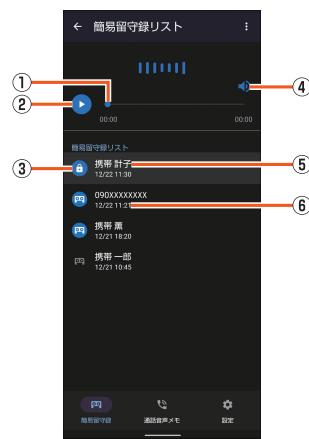 簡易留守録リスト
①
②
④
00:00 00:00
簡易留守録リスト
③
携帯 計子
⑤
12/22 11:30
090XXXXXXXX
12/22 11:21
⑥
携帯 薫
12/21 18:20
携帯 一郎
12/21 10:45
簡易留守録 通話音声メモ 設定